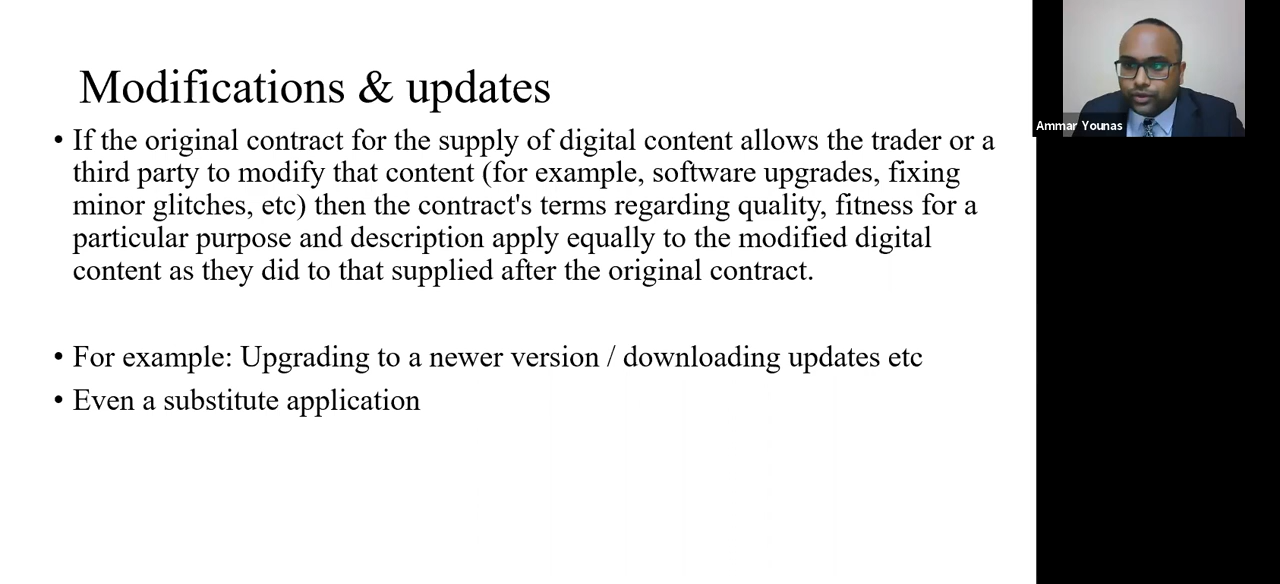 Modifications & updates
• If the original contract for the supply of digital content allows the trader or a
third party to modify that content (for example, software upgrades, fixing
minor glitches, etc) then the contract's terms regarding quality, fitness for a
particular purpose and description apply equally to the modified digital
content as they did to that supplied after the original contract.
• For example: Upgrading to a newer version / downloading updates etc
• Even a substitute application
Ammar Younas